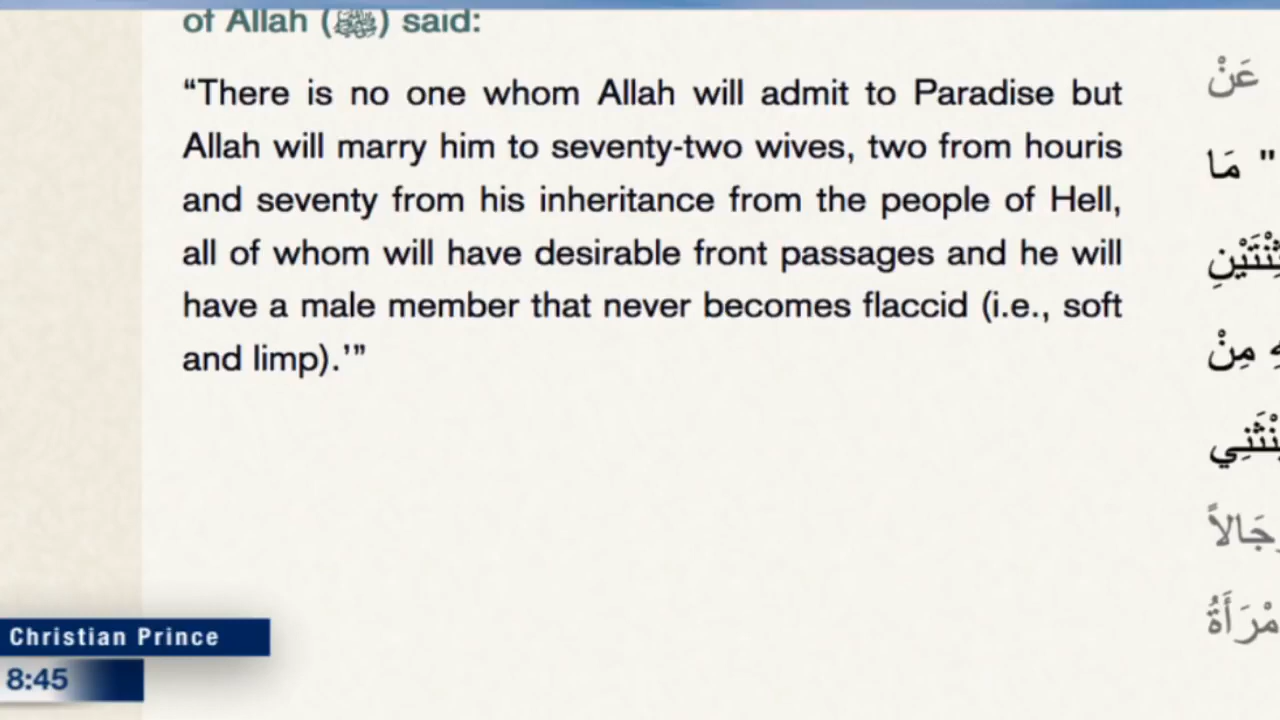 of Allah (ﷺ) said:
“There is no one whom Allah will admit to Paradise but
Allah will marry him to seventy-two wives, two from houris
and seventy from his inheritance from the people of Hell,
all of whom will have desirable front passages and he will
have a male member that never becomes flaccid (i.e., soft
and limp).’”
عَنْ
" مَا
ثِنْتَيْنِ
مِنْ
يَنْثَنِي
رِجَالاً
امْرَأَةُ
Christian Prince
8:45